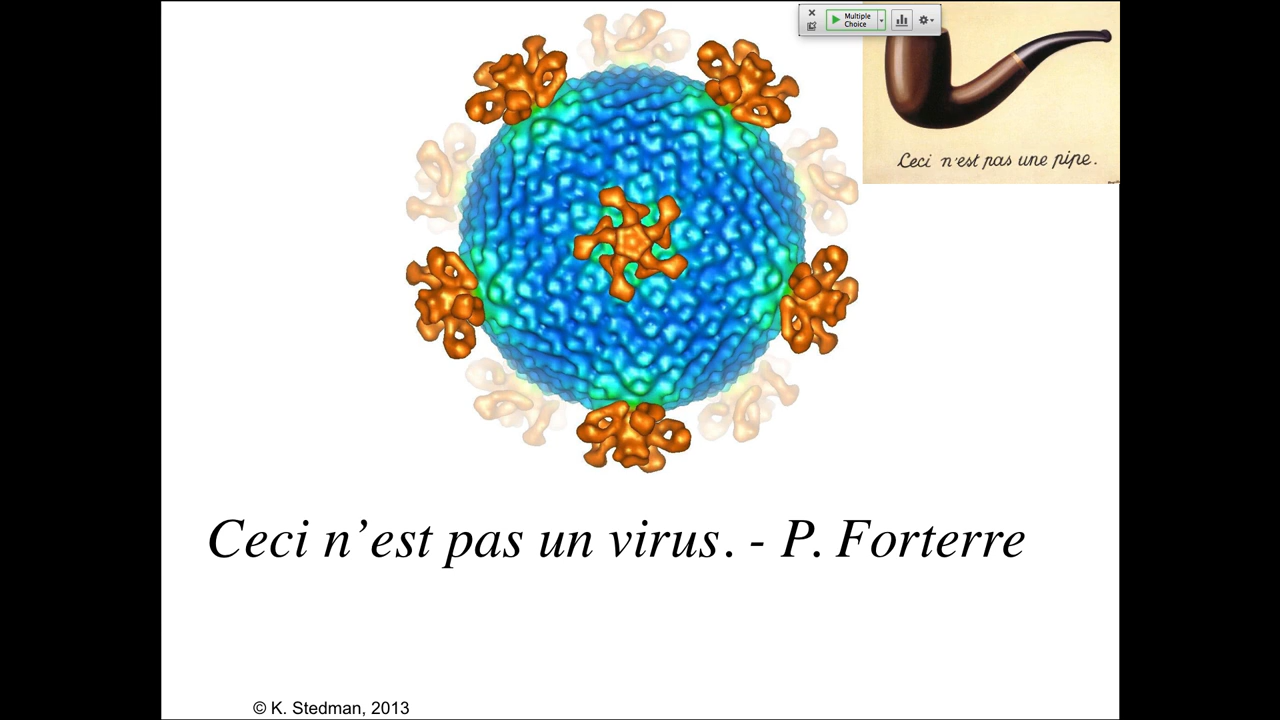 Multiple
Choice
Ceci n'est pas une pipe.
Ceci n’est pas un virus. - P. Forterre
© K. Stedman, 2013